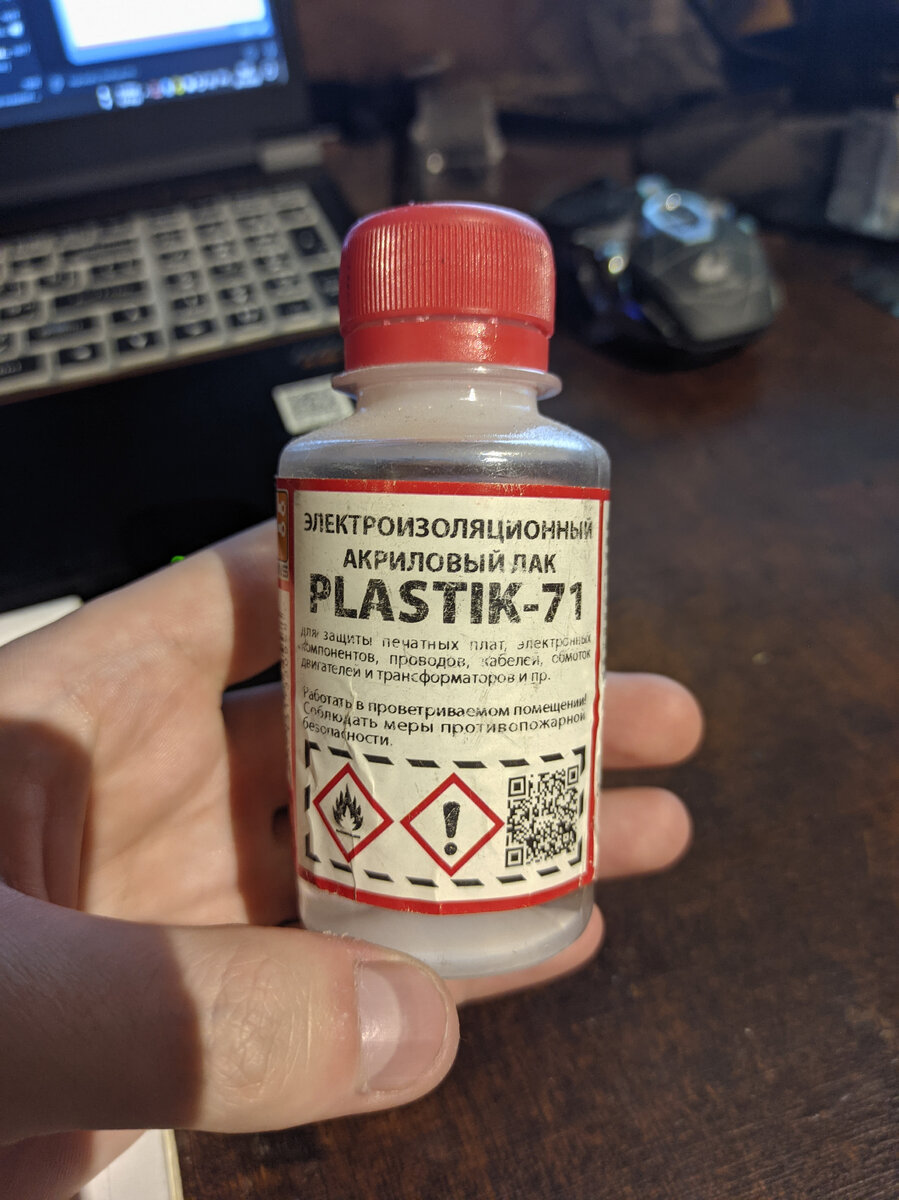 ЭЛЕКТРОИЗОЛЯЦИОННЫЙ
АКРИЛОВЫЙ ЛАК
PLASTIK-71
для защиты печатных плат, электронных
компонентов, проводов, кабелей, обмоток
двигателей и трансформаторов и пр.
Работать в проветриваемом помещении!
Соблюдать меры противопожарной
безопасности.